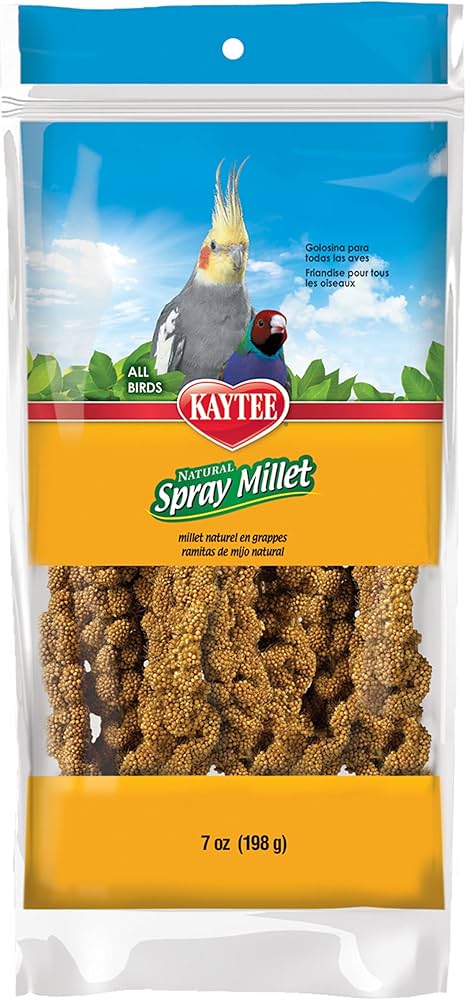 Golosina para
todas las aves
Friandise pour tous
les oiseaux
ALL
BIRDS
KAYTEE
NATURAL
Spray Millet
millet naturel en grappes
ramitas de mijo natural
7 oz (198 g)